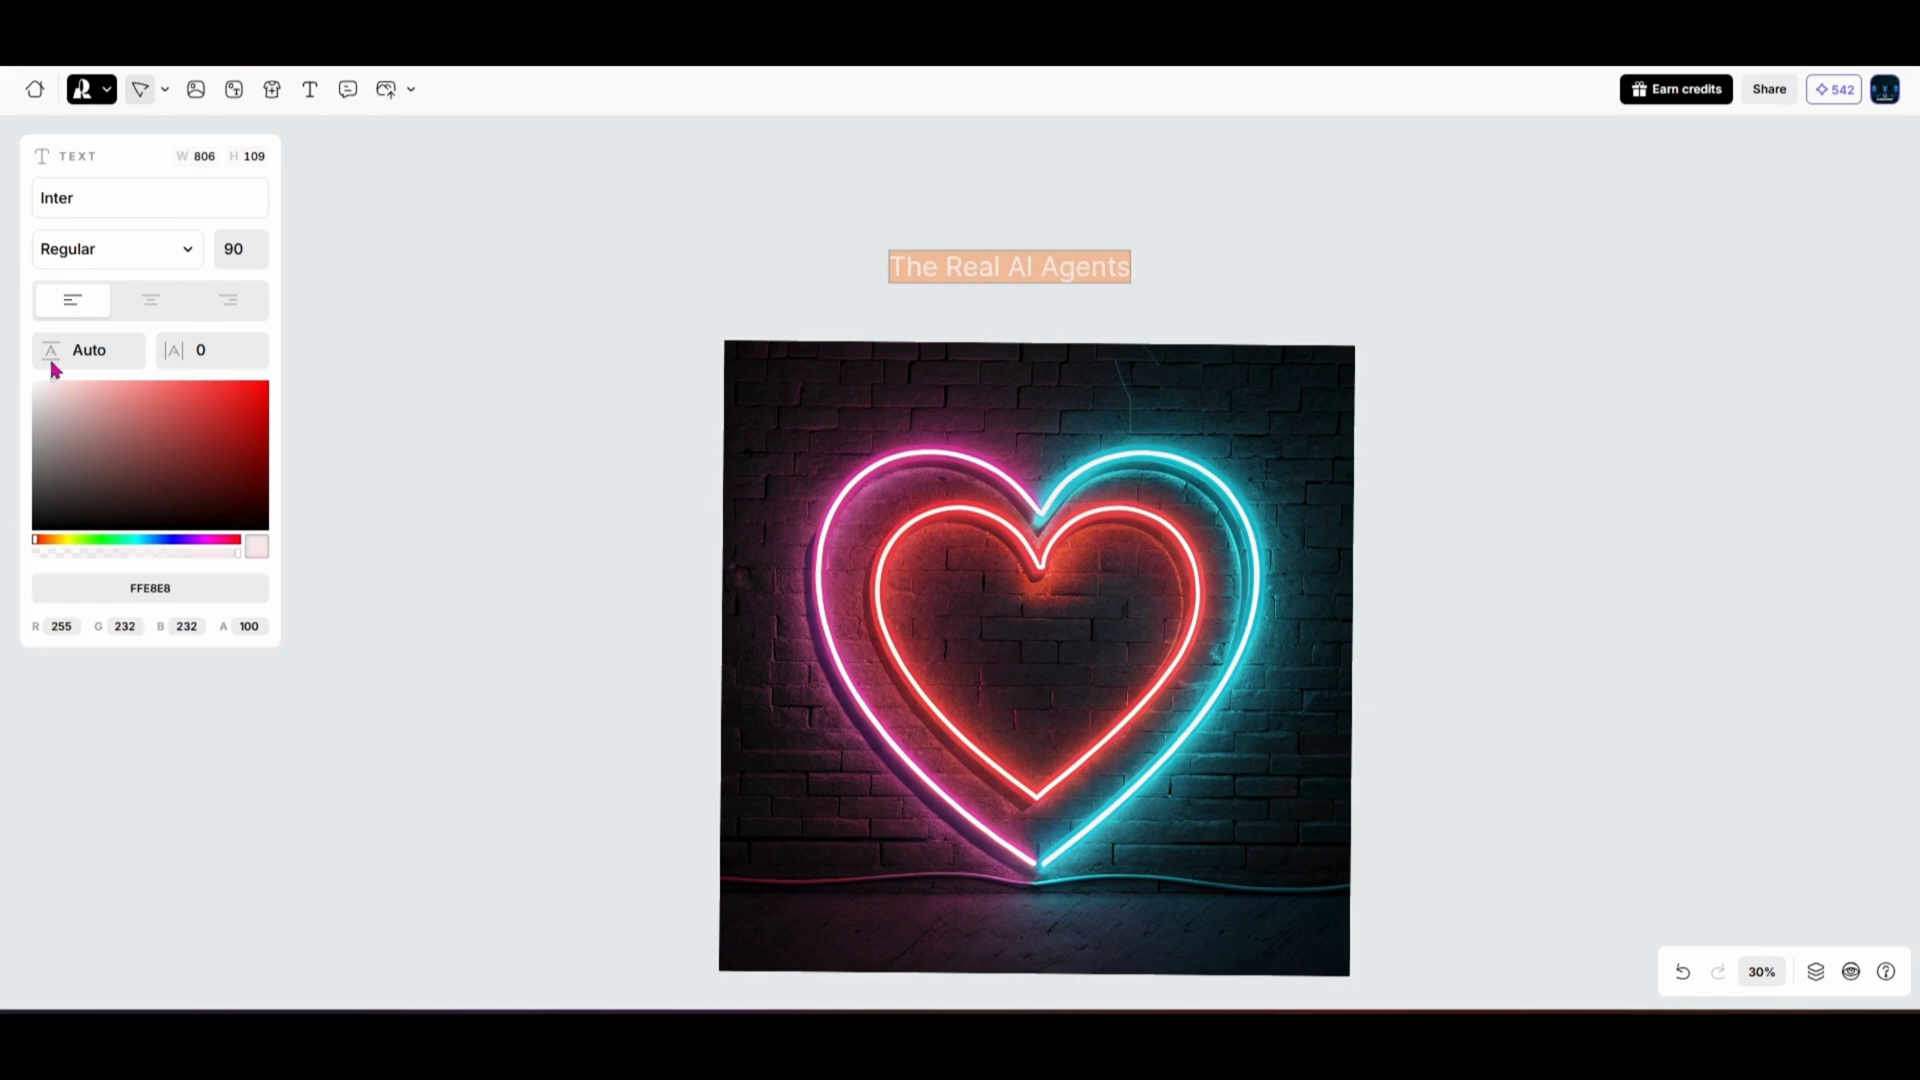 Earn credits
Share
542
TEXT
W 806 H 109
Inter
Regular
90
Auto
0
FFE8E8
R 255 G 232 B 232 A 100
The Real AI Agents
30%